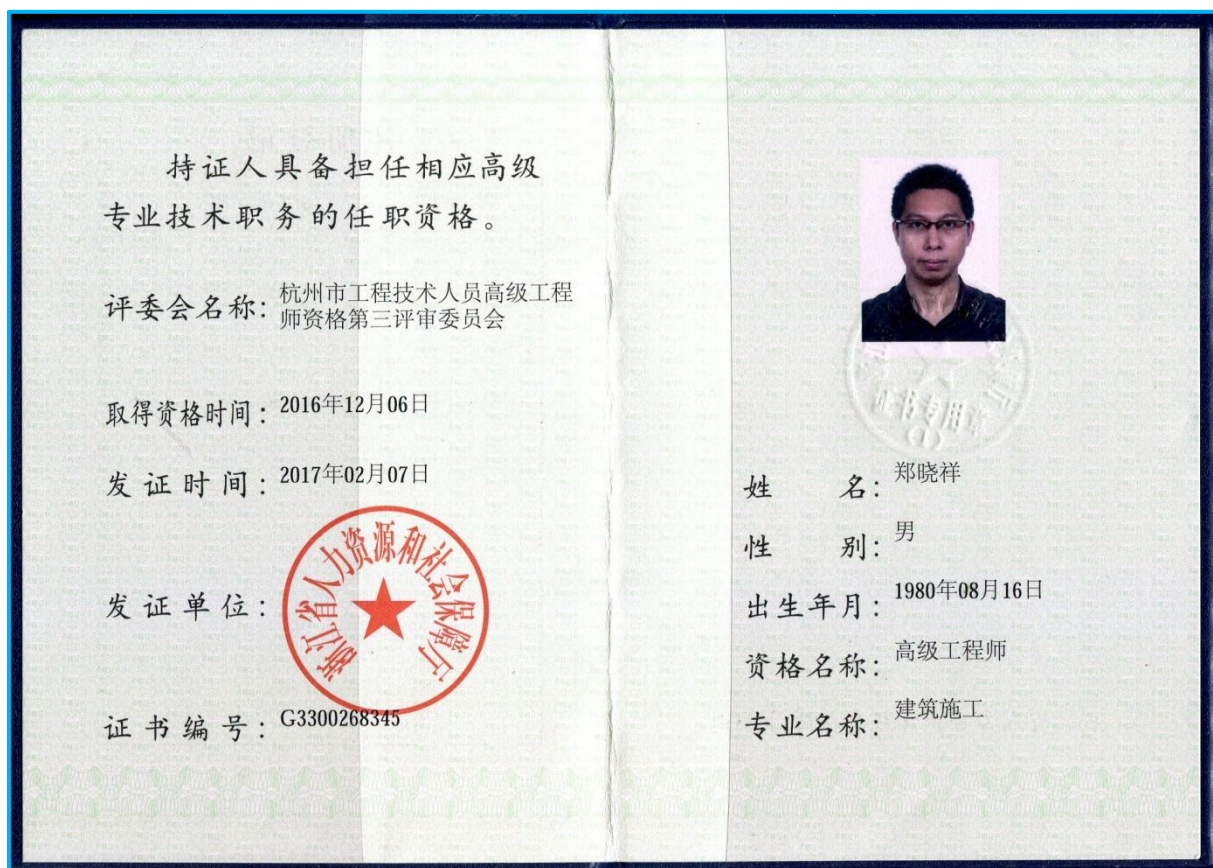 持证人具备担任相应高级
专业技术职务的任职资格。
评委会名称：杭州市工程技术人员高级工程
师资格第三评审委员会
取得资格时间：2016年12月06日
发证时间：2017年02月07日
发证单位：
浙江省人力资源和社会保障厅
证书编号：G3300268345
证书专用章
(1)
姓名：郑晓祥
性别：男
出生年月：1980年08月16日
资格名称：高级工程师
专业名称：建筑施工